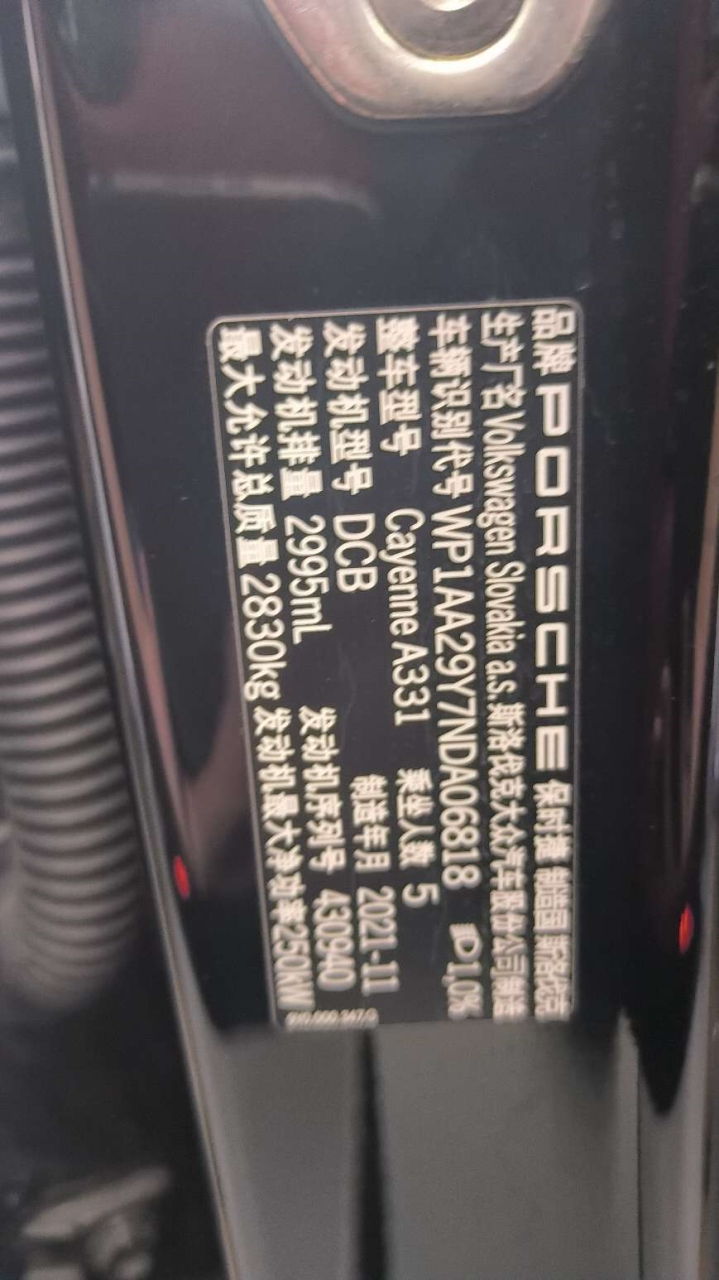 品牌 PORSCHE 保时捷 制造国 斯洛伐克
生产厂名 Volkswagen Slovakia a.s. 斯洛伐克大众汽车股份公司制造
车辆识别代号 WP1AA29Y7NDA06818 1,0%
整车型号 Cayenne A331 乘坐人数 5
发动机型号 DCB 制造年月 2021-11
发动机排量 2995mL 发动机序列号 430940
最大允许总质量 2830kg 发动机最大净功率 250kW